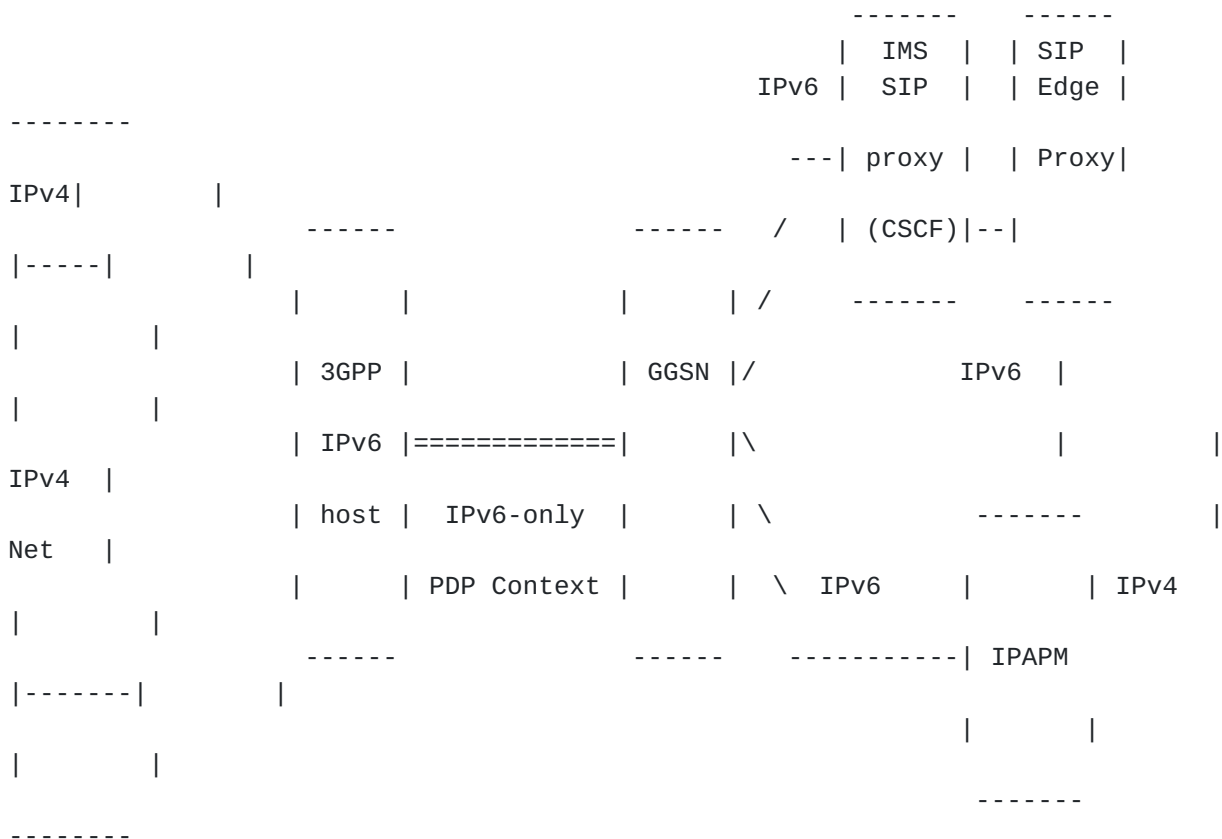 -------    ------
|  IMS  |  | SIP  |
IPv6 |  SIP  |  | Edge |
--------
---| proxy |  | Proxy|
IPv4|        |
------               ------   /   | (CSCF)|--|
|-----|        |
|      |             |      | /     -------    ------
|        |
| 3GPP |             | GGSN |/             IPv6  |
|        |
| IPv6 |=============|      |\                   |         |
IPv4  |
| host |  IPv6-only  |      | \             -------         |
Net   |
|      | PDP Context |      |  \  IPv6     |       | IPv4
|        |
------               ------    -----------| IPAPM
|-------|        |
|       |
|        |
-------
--------